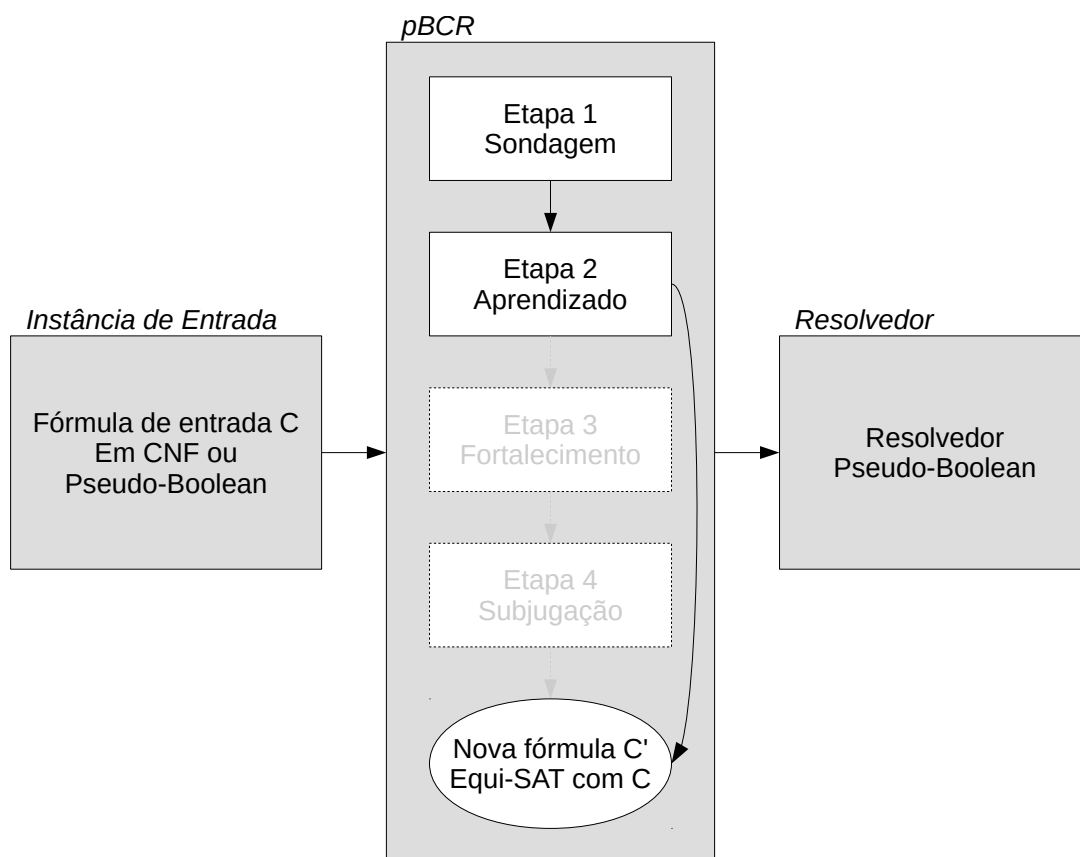 pBCR
Etapa 1
Sondagem
Etapa 2
Aprendizado
Instância de Entrada
Resolvedor
Fórmula de entrada C
Em CNF ou
Pseudo-Boolean
Etapa 3
Fortalecimento
Resolvedor
Pseudo-Boolean
Etapa 4
Subjugação
Nova fórmula C'
Equi-SAT com C